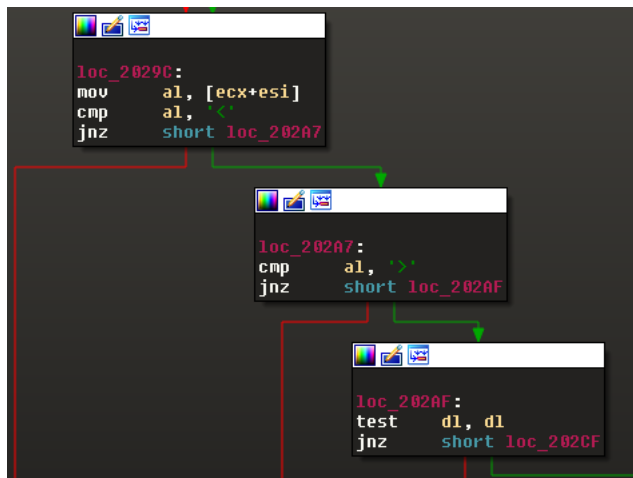 loc_2029C:
mov al, [ecx+esi]
cmp al, '<'
jnz short loc_202A7
loc_202A7:
cmp al, '>'
jnz short loc_202AF
loc_202AF:
test dl, dl
jnz short loc_202CF